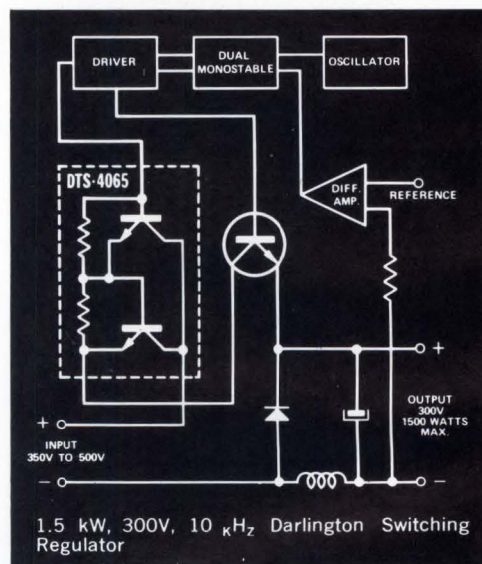 DRIVER
DUAL
MONOSTABLE
OSCILLATOR
DTS-4065
DIFF.
AMP.
REFERENCE
+
OUTPUT
300V
1500 WATTS
MAX.
+
INPUT
350V TO 500V
–
–
1.5 kW, 300V, 10 KHZ Darlington Switching
Regulator